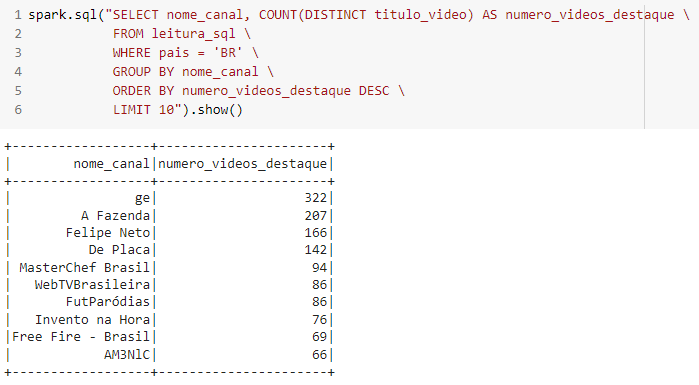 1 spark.sql("SELECT nome_canal, COUNT(DISTINCT titulo_video) AS numero_videos_destaque \
2            FROM leitura_sql \
3            WHERE pais = 'BR' \
4            GROUP BY nome_canal \
5            ORDER BY numero_videos_destaque DESC \
6            LIMIT 10").show()
+-----------------+----------------------+
|       nome_canal|numero_videos_destaque|
+-----------------+----------------------+
|               ge|                   322|
|        A Fazenda|                   207|
|      Felipe Neto|                   166|
|         De Placa|                   142|
| MasterChef Brasil|                    94|
|   WebTVBrasileira|                    86|
|      FutParódias|                    86|
|   Invento na Hora|                    76|
|Free Fire - Brasil|                    69|
|           AM3NlC|                    66|
+-----------------+----------------------+